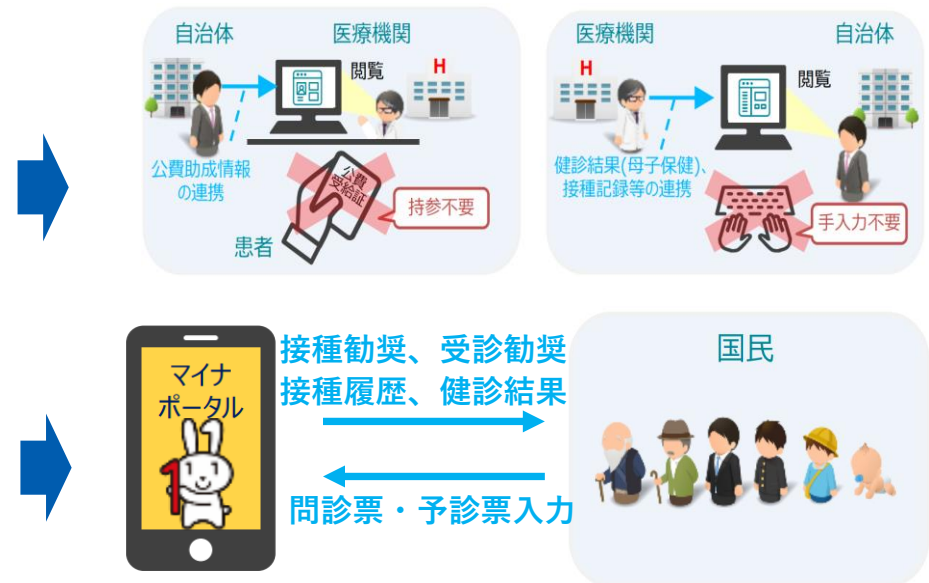 自治体
医療機関
閲覧
H
公費助成情報
の連携
公費
受給証
持参不要
患者
医療機関
自治体
H
閲覧
健診結果(母子保健)、
接種記録等の連携
手入力不要
マイナ
ポータル
1
接種勧奨、受診勧奨
接種履歴、健診結果
問診票・予診票入力
国民